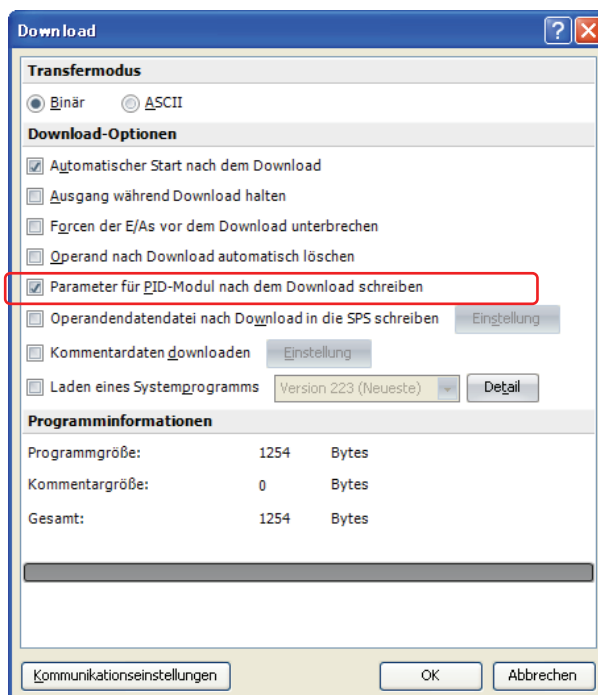 Download
Transfermodus
Binär ASCII
Download-Optionen
Automatischer Start nach dem Download
Ausgang während Download halten
Forcen der E/As vor dem Download unterbrechen
Operand nach Download automatisch löschen
Parameter für PID-Modul nach dem Download schreiben
Operandendatendatei nach Download in die SPS schreiben Einstellung
Kommentardaten downloaden Einstellung
Laden eines Systemprogramms Version 223 (Neueste) Detail
Programminformationen
Programmgröße: 1254 Bytes
Kommentargröße: 0 Bytes
Gesamt: 1254 Bytes
Kommunikationseinstellungen OK Abbrechen